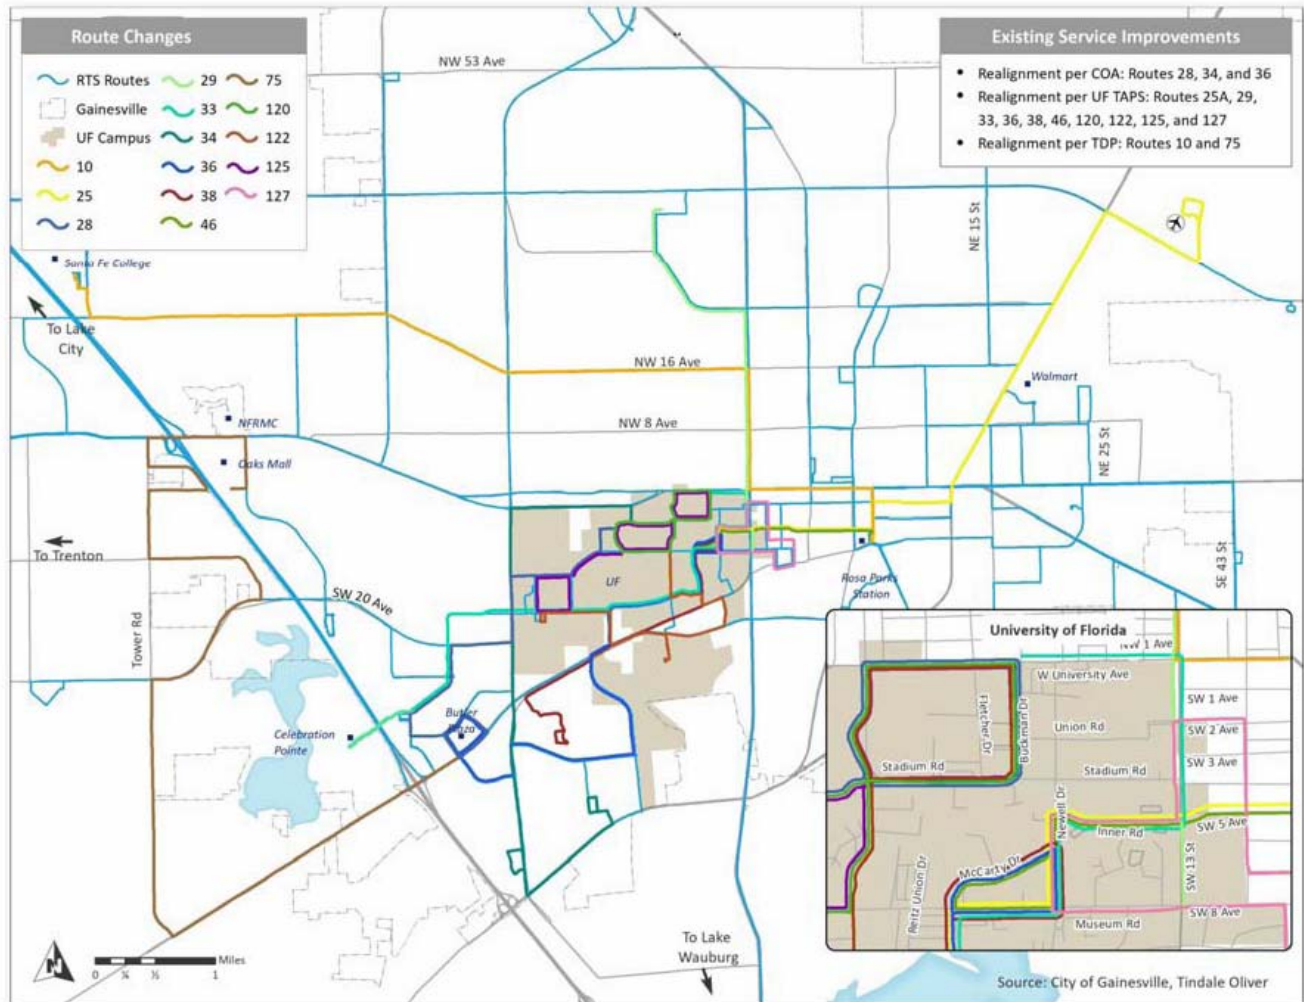 Route Changes
RTS Routes
Gainesville
UF Campus
10
25
28
29
33
34
36
38
46
75
120
122
125
127
Existing Service Improvements
• Realignment per COA: Routes 28, 34, and 36
• Realignment per UF TAPS: Routes 25A, 29,
33, 36, 38, 46, 120, 122, 125, and 127
• Realignment per TDP: Routes 10 and 75
NW 53 Ave
NE 15 St
Santa Fe College
To Lake
City
NW 16 Ave
Walmart
NFRMC
NW 8 Ave
Oaks Mall
NE 25 St
To Trenton
SW 20 Ave
UF
Rosa Parks
Station
SE 43 St
Tower Rd
Celebration
Pointe
Butler
Plaza
To Lake
Wauburg
N
0 ¼ ½ 1 Miles
University of Florida
NW 1 Ave
W University Ave
SW 1 Ave
Fletcher Dr
Buckman Dr
Union Rd
SW 2 Ave
SW 3 Ave
Stadium Rd
Stadium Rd
Newell Dr
Inner Rd
SW 5 Ave
McCarty Dr
SW 13 St
Reitz Union Dr
Museum Rd
SW 8 Ave
Source: City of Gainesville, Tindale Oliver